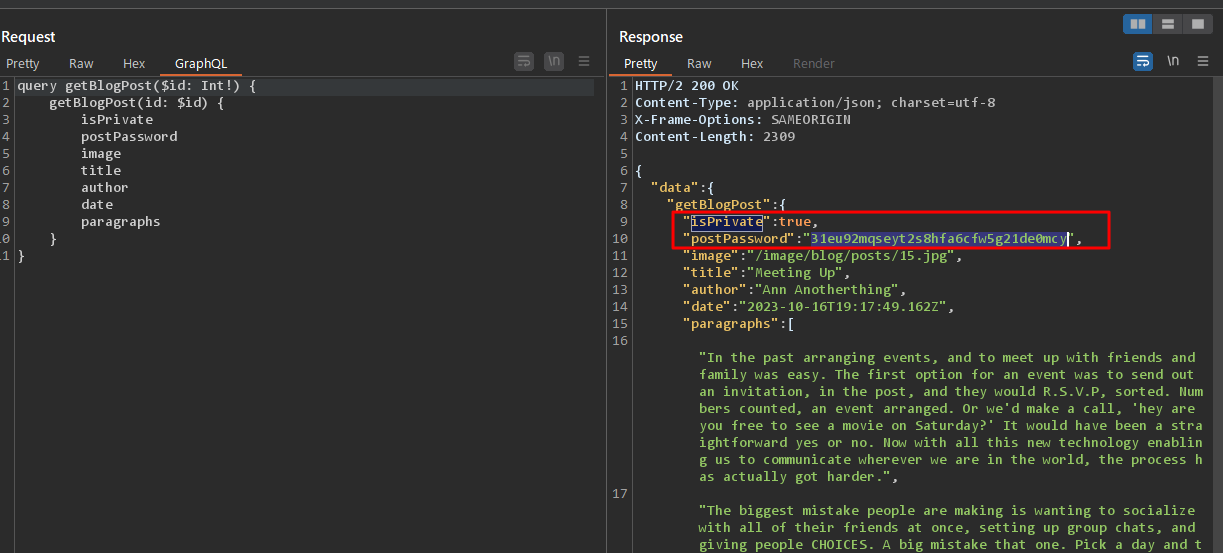 Request
Pretty Raw Hex GraphQL \n
1 query getBlogPost($id: Int!) {
2 getBlogPost(id: $id) {
3 isPrivate
4 postPassword
5 image
6 title
7 author
8 date
9 paragraphs
10 }
11 }
Response
Pretty Raw Hex Render \n
1 HTTP/2 200 OK
2 Content-Type: application/json; charset=utf-8
3 X-Frame-Options: SAMEORIGIN
4 Content-Length: 2309
5
6 {
7 "data":{
8 "getBlogPost":{
9 "isPrivate":true,
10 "postPassword":"31eu92mqseyt2s8hfa6cfw5g21de0mcy",
11 "image":"/image/blog/posts/15.jpg",
12 "title":"Meeting Up",
13 "author":"Ann Anotherthing",
14 "date":"2023-10-16T19:17:49.162Z",
15 "paragraphs":[
16
"In the past arranging events, and to meet up with friends and
family was easy. The first option for an event was to send out
an invitation, in the post, and they would R.S.V.P, sorted. Num
bers counted, an event arranged. Or we'd make a call, 'hey are
you free to see a movie on Saturday?' It would have been a stra
ightforward yes or no. Now with all this new technology enablin
g us to communicate wherever we are in the world, the process h
as actually got harder.",
17
"The biggest mistake people are making is wanting to socialize
with all of their friends at once, setting up group chats, and
giving people CHOICES. A big mistake that one. Pick a day and t